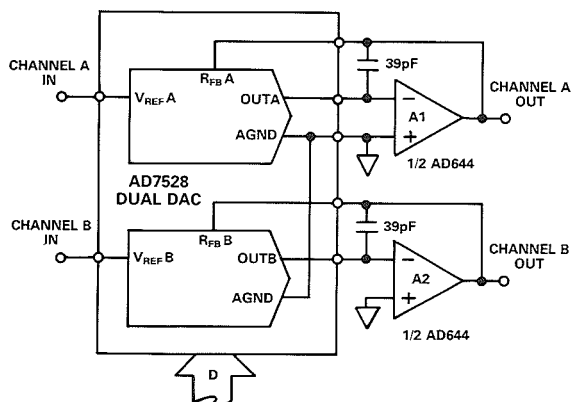 CHANNEL A
IN
V_REF A
R_FB A
OUTA
AGND
39pF
A1
−
+
1/2 AD644
CHANNEL A
OUT
AD7528
DUAL DAC
CHANNEL B
IN
V_REF B
R_FB B
OUTB
AGND
39pF
A2
−
+
1/2 AD644
CHANNEL B
OUT
D